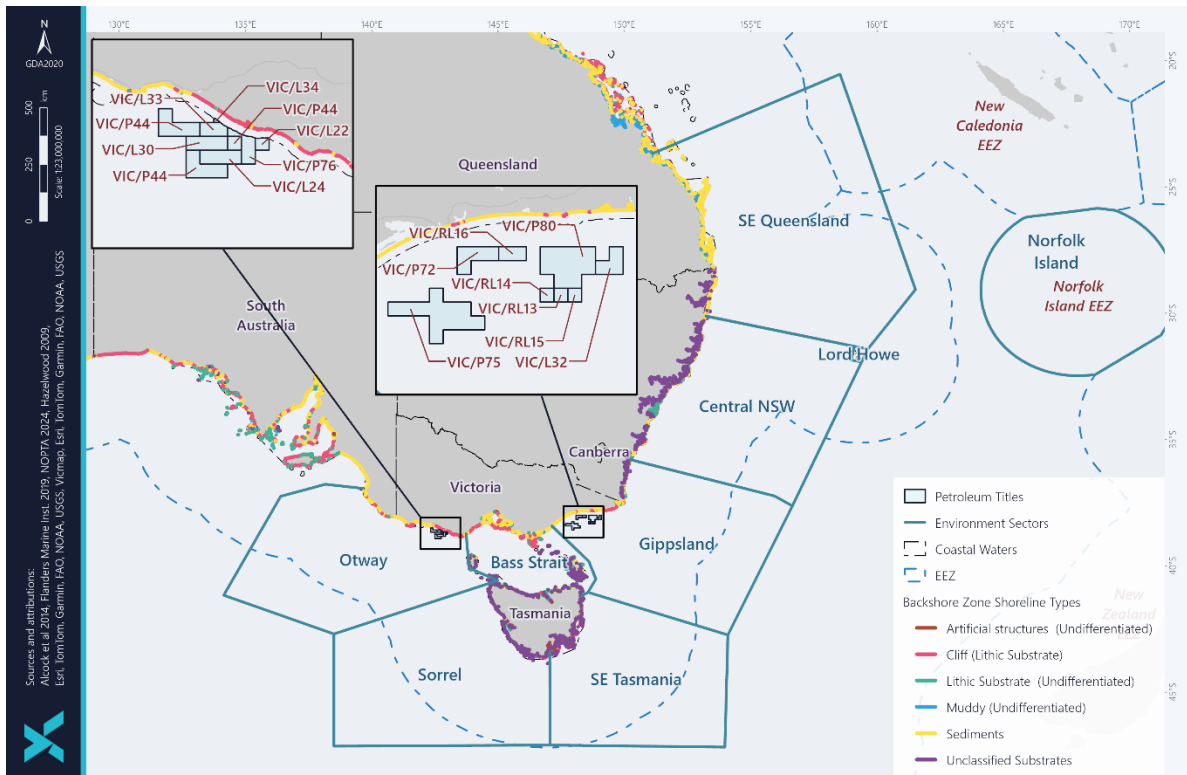 N
GDA2020
500
km
250
0
Scale: 1:23,000,000
Sources and attributions:
Alcock et al 2014, Flanders Marine Inst. 2019, NOPTA 2024, Hazelwood 2009,
Esri, TomTom, Garmin, FAO, NOAA, USGS, Vicmap, Esri, TomTom, Garmin, FAO, NOAA, USGS
130°E
135°E
140°E
145°E
150°E
155°E
160°E
165°E
170°E
20°S
25°S
30°S
35°S
40°S
45°S
VIC/L34
VIC/L33
VIC/P44
VIC/P44
VIC/L22
VIC/L30
VIC/P76
VIC/P44
VIC/L24
VIC/P80
VIC/RL16
VIC/P72
VIC/RL14
VIC/RL13
VIC/RL15
VIC/P75
VIC/L32
Queensland
South
Australia
Canberra
Victoria
Tasmania
New
Caledonia
EEZ
SE Queensland
Norfolk
Island
Norfolk
Island EEZ
Lord Howe
Central NSW
Gippsland
Otway
Bass Strait
Sorrel
SE Tasmania
New
Zealand
Petroleum Titles
Environment Sectors
Coastal Waters
EEZ
Backshore Zone Shoreline Types
Artificial structures (Undifferentiated)
Cliff (Lithic Substrate)
Lithic Substrate (Undifferentiated)
Muddy (Undifferentiated)
Sediments
Unclassified Substrates